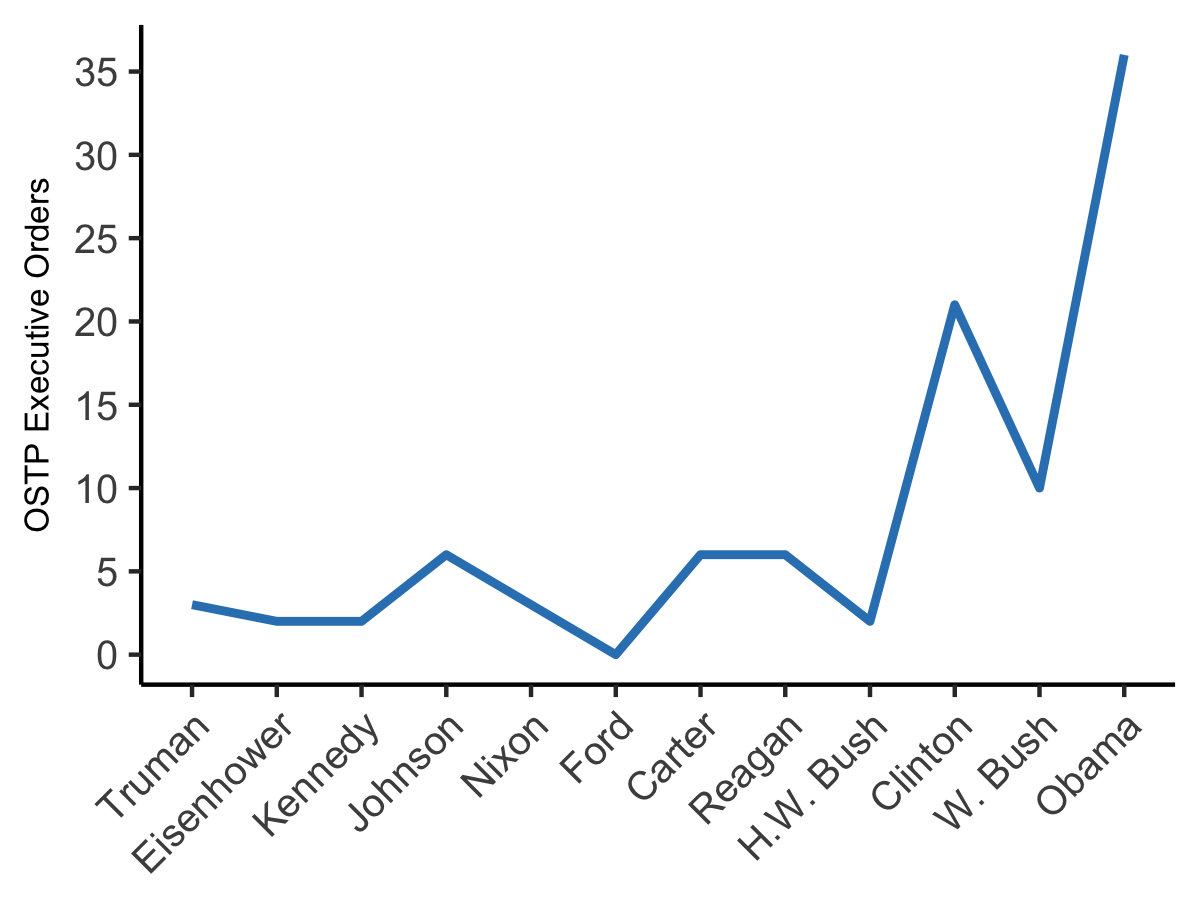 OSTP Executive Orders
35
30
25
20
15
10
5
0
Truman
Eisenhower
Kennedy
Johnson
Nixon
Ford
Carter
Reagan
H.W. Bush
Clinton
W. Bush
Obama